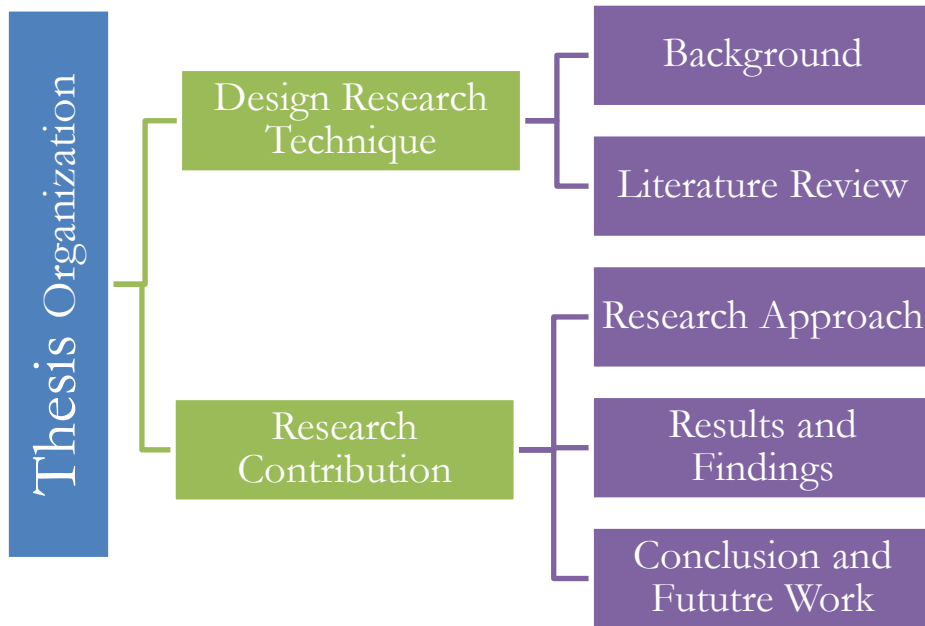 Thesis Organization
Design Research
Technique
Background
Literature Review
Research
Contribution
Research Approach
Results and
Findings
Conclusion and
Fututre Work